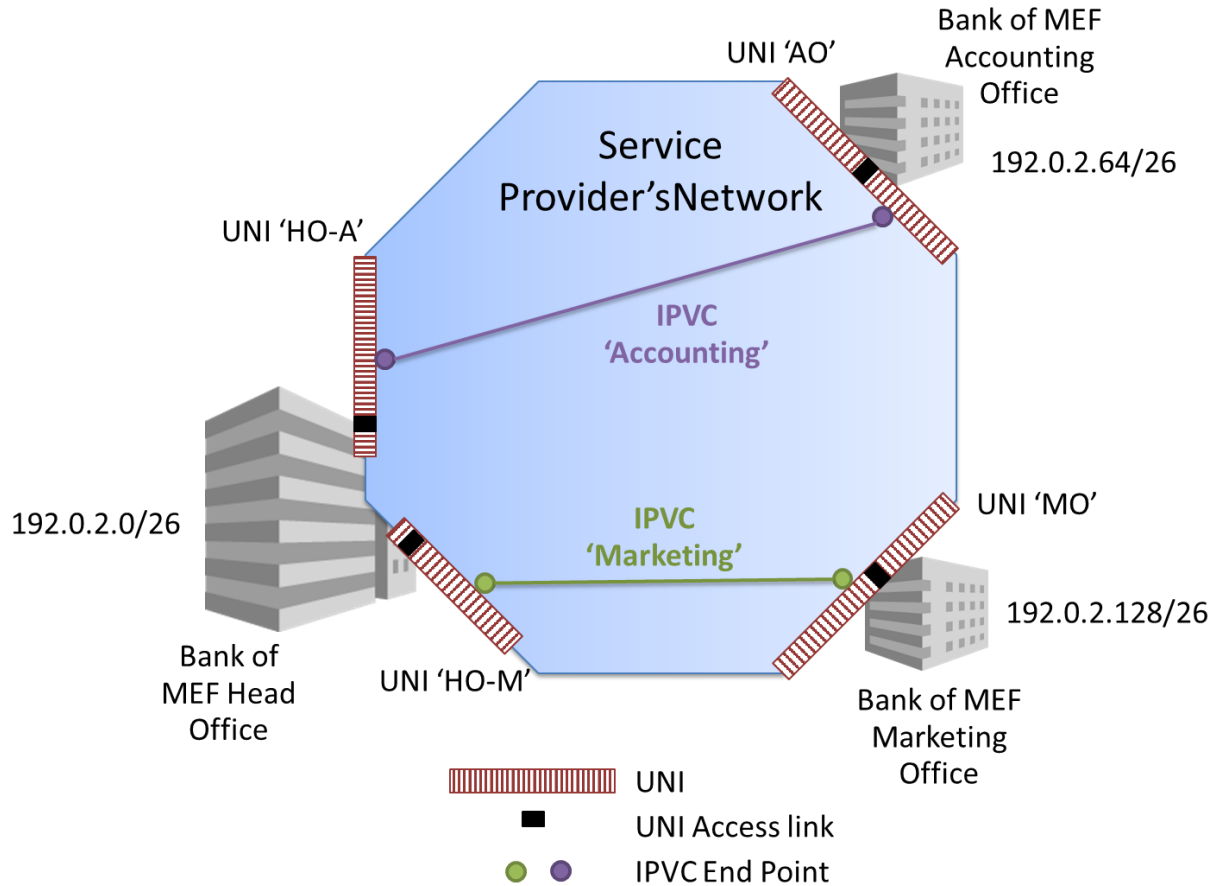 Bank of MEF
Accounting
Office
UNI ‘AO’
192.0.2.64/26
Service
Provider’sNetwork
UNI ‘HO-A’
IPVC
‘Accounting’
192.0.2.0/26
IPVC
‘Marketing’
UNI ‘MO’
192.0.2.128/26
Bank of
MEF Head
Office
UNI ‘HO-M’
Bank of MEF
Marketing
Office
UNI
UNI Access link
IPVC End Point